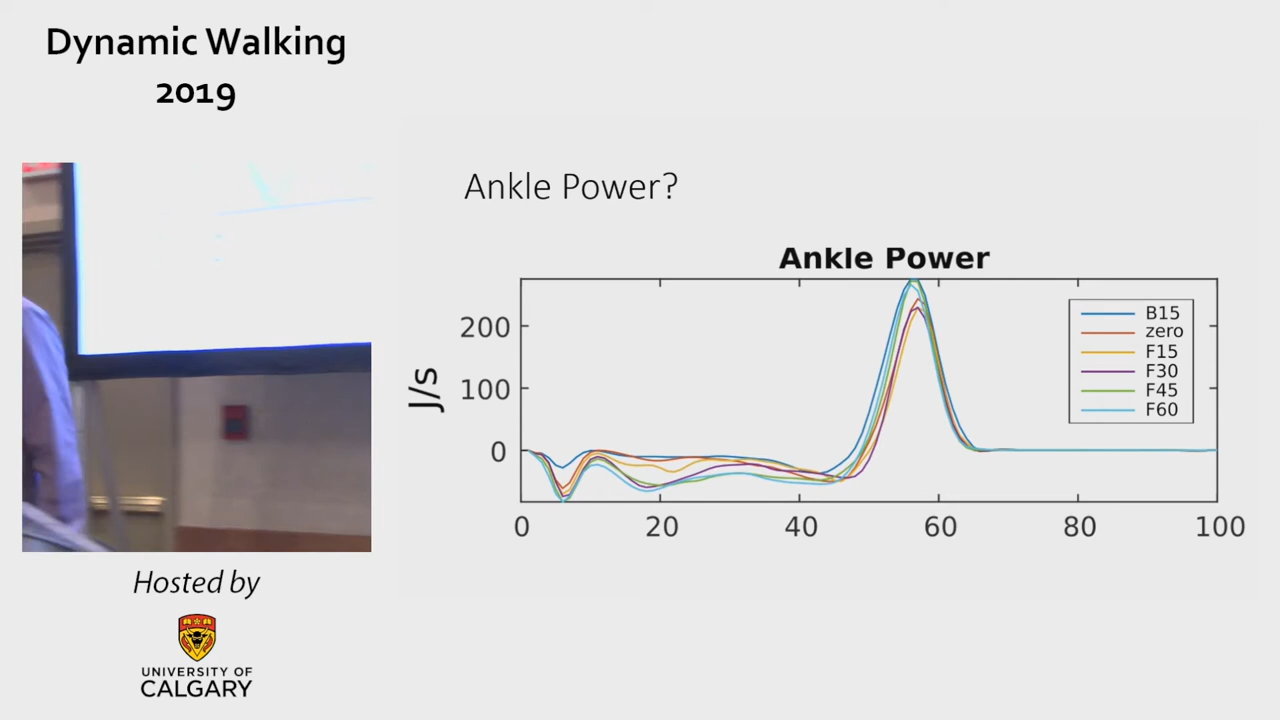 Dynamic Walking
2019
Ankle Power?
Ankle Power
J/s
200
100
0
0
20
40
60
80
100
B15
zero
F15
F30
F45
F60
Hosted by
UNIVERSITY OF
CALGARY